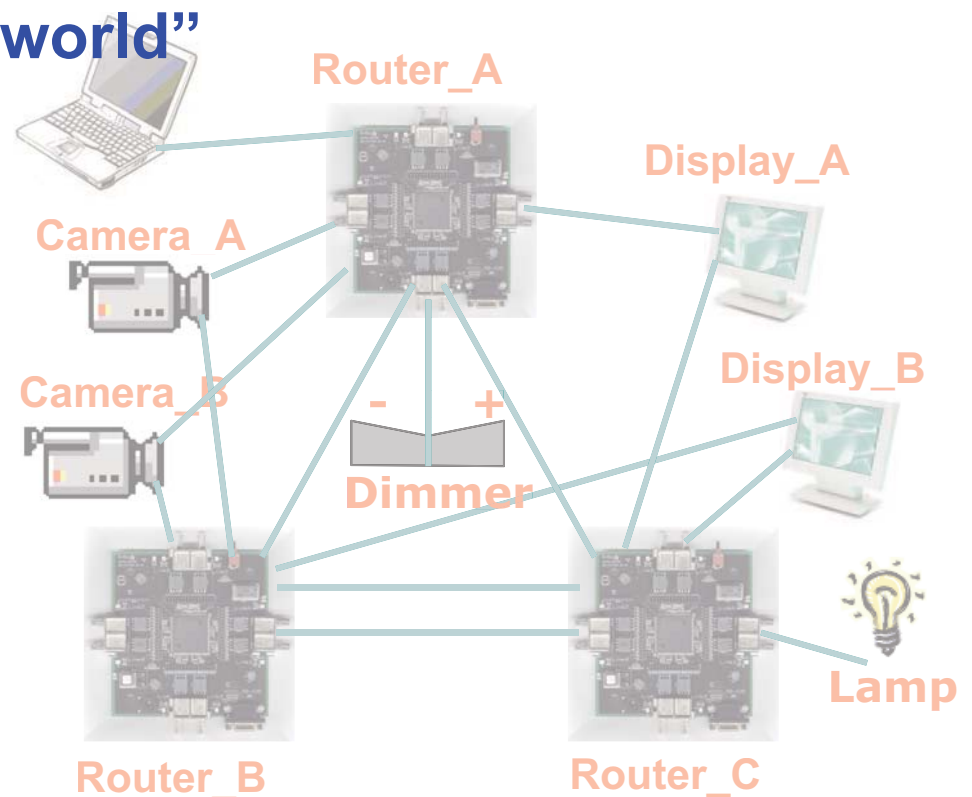 world”
Router_A
Display_A
Camera_A
Display_B
Camera_B
- +
Dimmer
Lamp
Router_B
Router_C